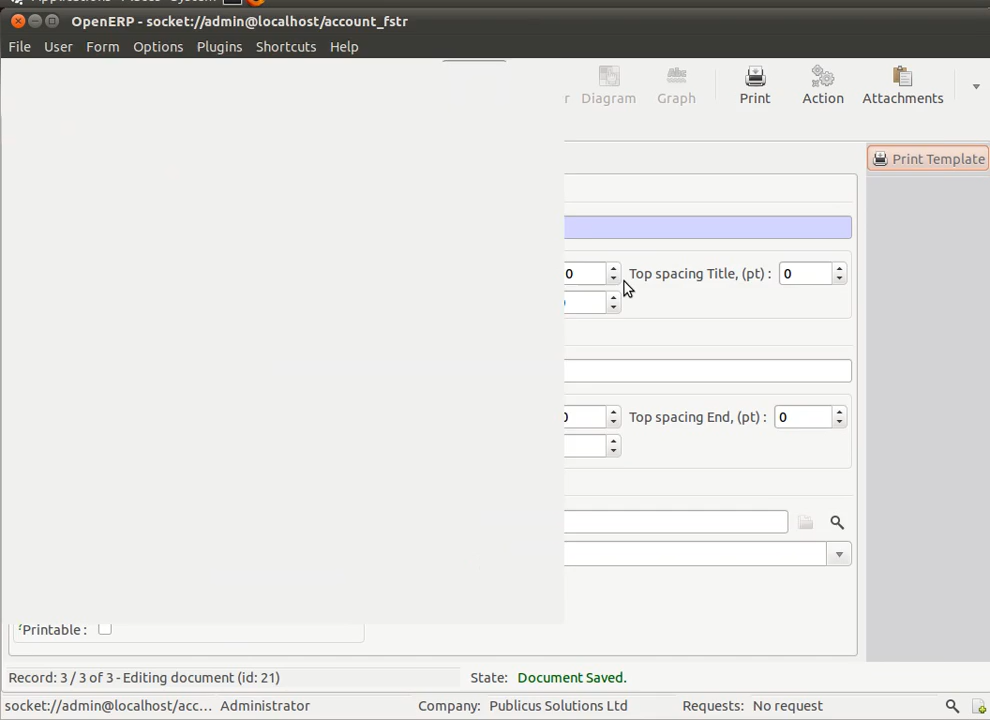 OpenERP - socket://admin@localhost/account_fstr
File User Form Options Plugins Shortcuts Help
Diagram Graph Print Action Attachments
Print Template
0 Top spacing Title, (pt) : 0
0 Top spacing End, (pt) : 0
Printable :
Record: 3 / 3 of 3 - Editing document (id: 21) State: Document Saved.
socket://admin@localhost/acc... Administrator Company: Publicus Solutions Ltd Requests: No request